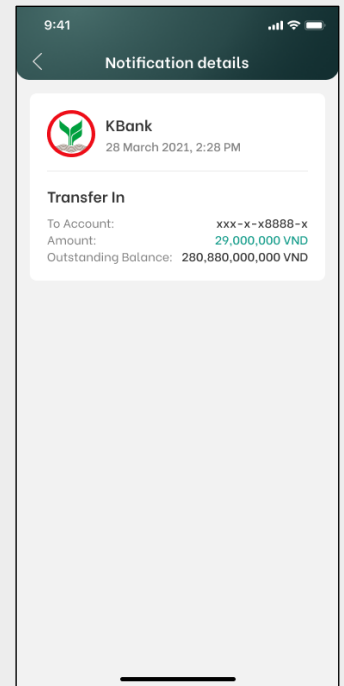 9:41
Notification details
KBank
28 March 2021, 2:28 PM
Transfer In
To Account: xxx-x-x8888-x
Amount: 29,000,000 VND
Outstanding Balance: 280,880,000,000 VND